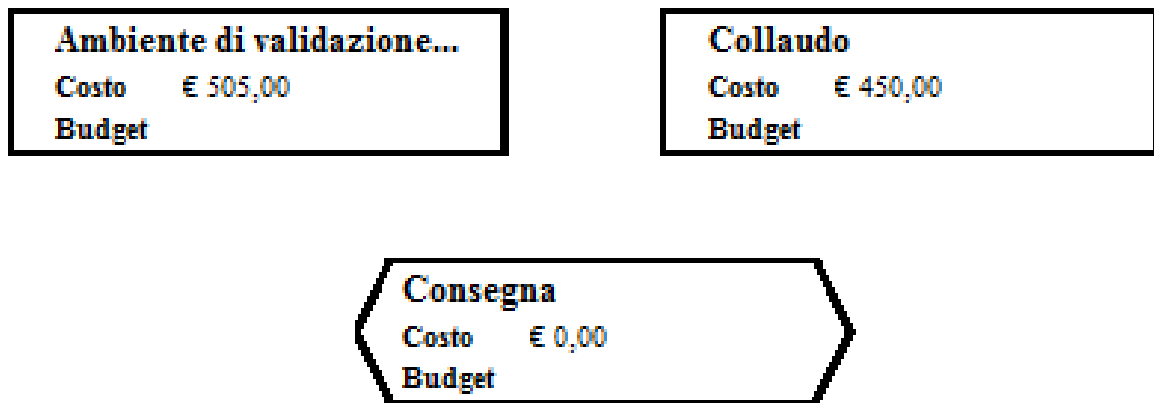 Ambiente di validazione...
Costo € 505,00
Budget
Collaudo
Costo € 450,00
Budget
Consegna
Costo € 0,00
Budget